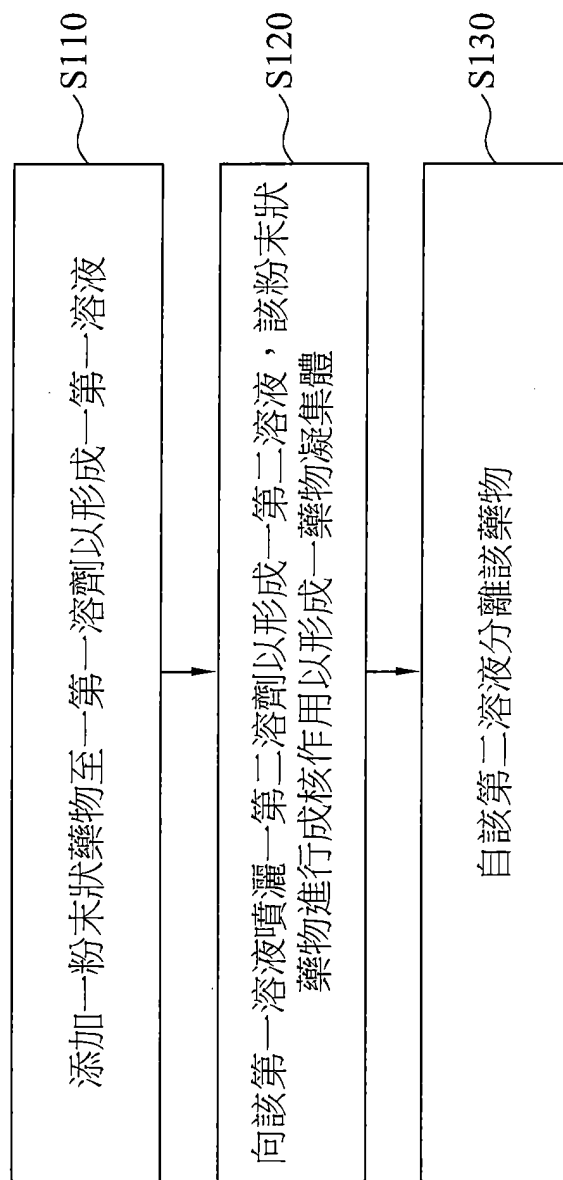 添加一粉末狀藥物至一第一溶劑以形成一第一溶液
S110
向該第一溶液噴灑一第二溶劑以形成一第二溶液，該粉末狀
藥物進行成核作用以形成一藥物凝集體
S120
自該第二溶液分離該藥物
S130